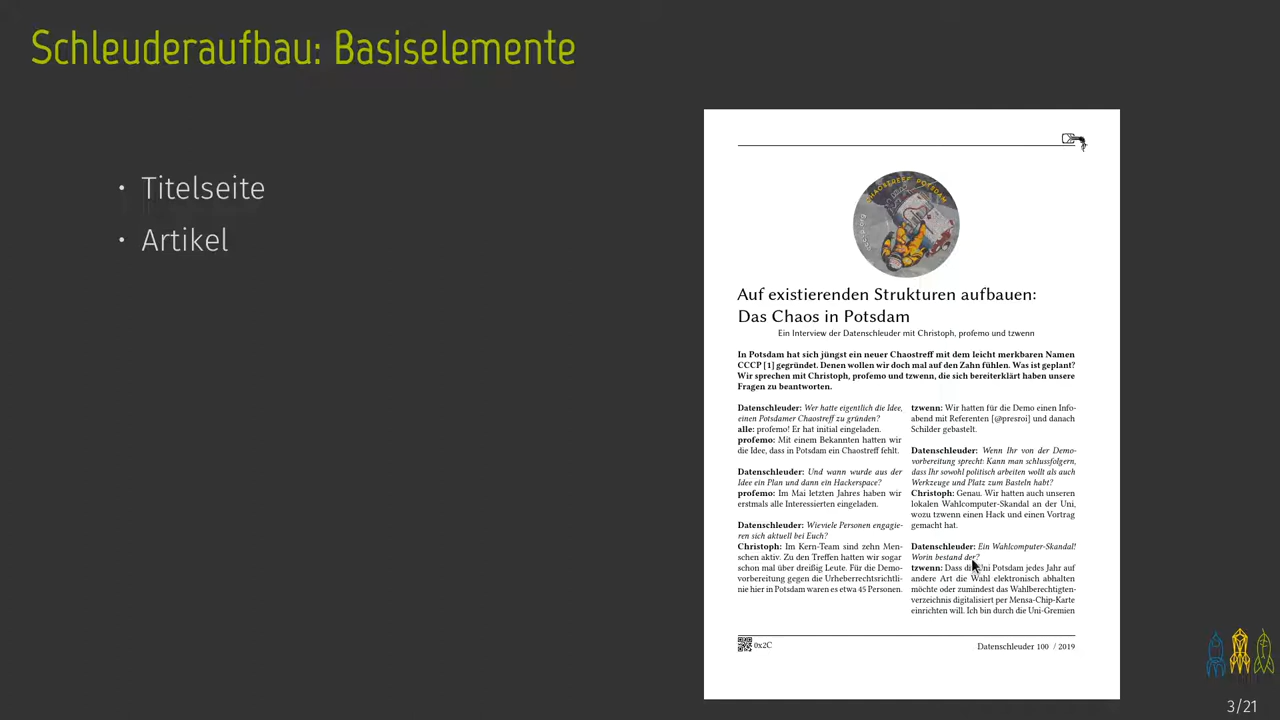 Schleuderaufbau: Basiselemente
• Titelseite
• Artikel
CHAOSTREFF POTSDAM
Auf existierenden Strukturen aufbauen:
Das Chaos in Potsdam
Ein Interview der Datenschleuder mit Christoph, profemo und tzwenn
In Potsdam hat sich jüngst ein neuer Chaostreff mit dem leicht merkbaren Namen
CCCP [1] gegründet. Denen wollen wir doch mal auf den Zahn fühlen. Was ist geplant?
Wir sprechen mit Christoph, profemo und tzwenn, die sich bereiterklärt haben unsere
Fragen zu beantworten.
Datenschleuder: Wer hatte eigentlich die Idee,
einen Potsdamer Chaostreff zu gründen?
alle: profemo! Er hat initial eingeladen.
profemo: Mit einem Bekannten hatten wir
die Idee, dass in Potsdam ein Chaostreff fehlt.
Datenschleuder: Und wann wurde aus der
Idee ein Plan und dann ein Hackerspace?
profemo: Im Mai letzten Jahres haben wir
erstmals alle Interessierten eingeladen.
Datenschleuder: Wieviele Personen engagie-
ren sich aktuell bei Euch?
Christoph: Im Kern-Team sind zehn Men-
schen aktiv. Zu den Treffen hatten wir sogar
schon mal über dreißig Leute. Für die Demo-
vorbereitung gegen die Urheberrechtsrichtli-
nie hier in Potsdam waren es etwa 45 Personen.
tzwenn: Wir hatten für die Demo einen Info-
abend mit Referenten [@presroi] und danach
Schilder gebastelt.
Datenschleuder: Wenn Ihr von der Demo-
vorbereitung sprecht: Kann man schlussfolgern,
dass Ihr sowohl politisch arbeiten wollt als auch
Werkzeuge und Platz zum Basteln habt?
Christoph: Genau. Wir hatten auch unseren
lokalen Wahlcomputer-Skandal an der Uni,
wozu tzwenn einen Hack und einen Vortrag
gemacht hat.
Datenschleuder: Ein Wahlcomputer-Skandal!
Worin bestand der?
tzwenn: Dass die Uni Potsdam jedes Jahr auf
andere Art die Wahl elektronisch abhalten
möchte oder zumindest das Wahlberechtigten-
verzeichnis digitalisiert per Mensa-Chip-Karte
einrichten will. Ich bin durch die Uni-Gremien
0x2C
Datenschleuder 100 / 2019
3/21